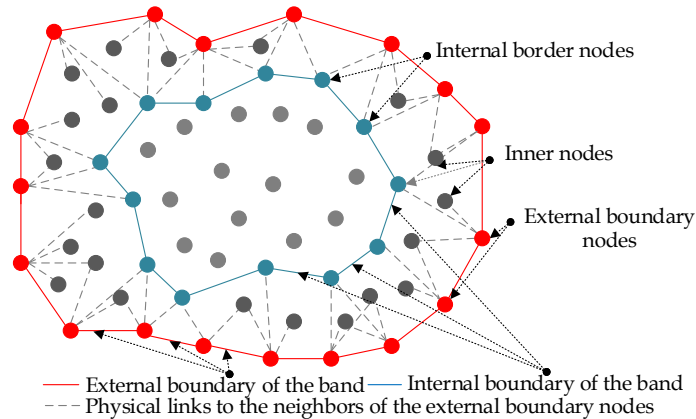 Internal border nodes
Inner nodes
External boundary
nodes
External boundary of the band
Internal boundary of the band
Physical links to the neighbors of the external boundary nodes